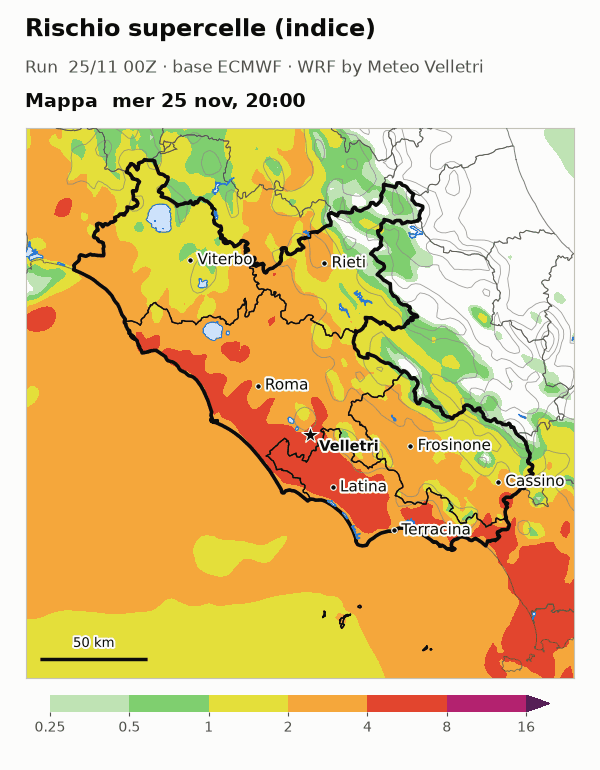 Rischio supercelle (indice)
Run  25/11 00Z · base ECMWF · WRF by Meteo Velletri
Mappa  mer 25 nov, 20:00
Viterbo
Rieti
Roma
Velletri
Frosinone
Cassino
Latina
Terracina
50 km
0.25 0.5 1 2 4 8 16